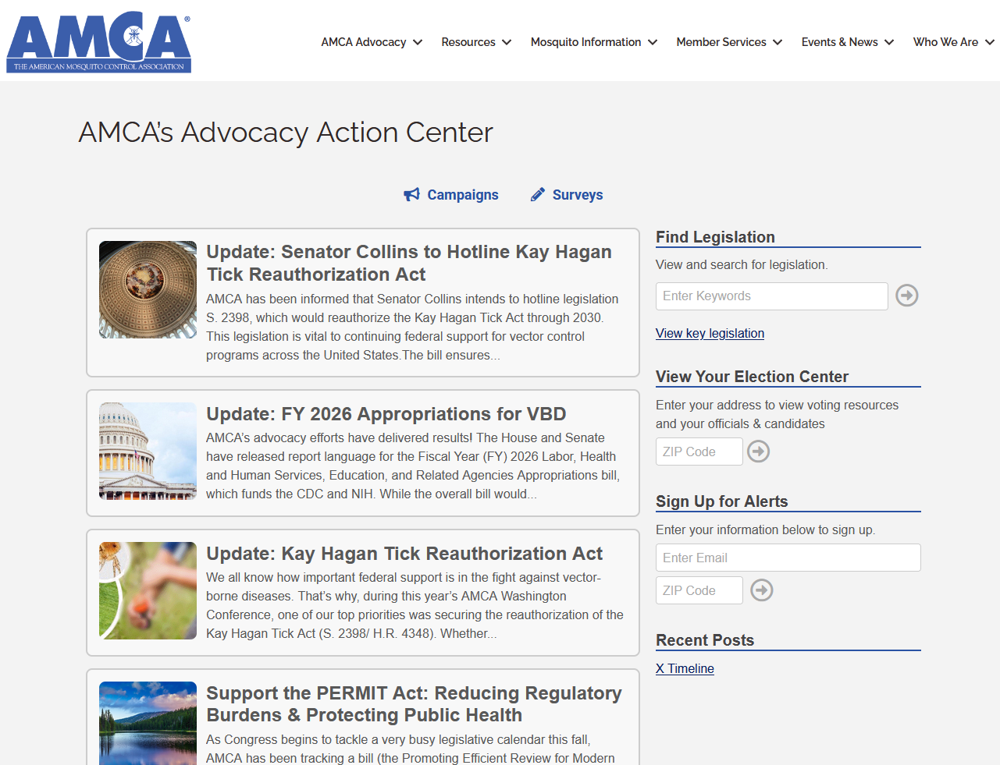 AMCA®
THE AMERICAN MOSQUITO CONTROL ASSOCIATION
AMCA Advocacy
Resources
Mosquito Information
Member Services
Events & News
Who We Are
AMCA’s Advocacy Action Center
Campaigns
Surveys
Update: Senator Collins to Hotline Kay Hagan
Tick Reauthorization Act
AMCA has been informed that Senator Collins intends to hotline legislation
S. 2398, which would reauthorize the Kay Hagan Tick Act through 2030.
This legislation is vital to continuing federal support for vector control
programs across the United States.The bill ensures...
Update: FY 2026 Appropriations for VBD
AMCA’s advocacy efforts have delivered results! The House and Senate
have released report language for the Fiscal Year (FY) 2026 Labor, Health
and Human Services, Education, and Related Agencies Appropriations bill,
which funds the CDC and NIH. While the overall bill would...
Update: Kay Hagan Tick Reauthorization Act
We all know how important federal support is in the fight against vector-
borne diseases. That’s why, during this year’s AMCA Washington
Conference, one of our top priorities was securing the reauthorization of the
Kay Hagan Tick Act (S. 2398/ H.R. 4348). Whether...
Support the PERMIT Act: Reducing Regulatory
Burdens & Protecting Public Health
As Congress begins to tackle a very busy legislative calendar this fall,
AMCA has been tracking a bill (the Promoting Efficient Review for Modern
Find Legislation
View and search for legislation.
Enter Keywords
View key legislation
View Your Election Center
Enter your address to view voting resources
and your officials & candidates
ZIP Code
Sign Up for Alerts
Enter your information below to sign up.
Enter Email
ZIP Code
Recent Posts
X Timeline